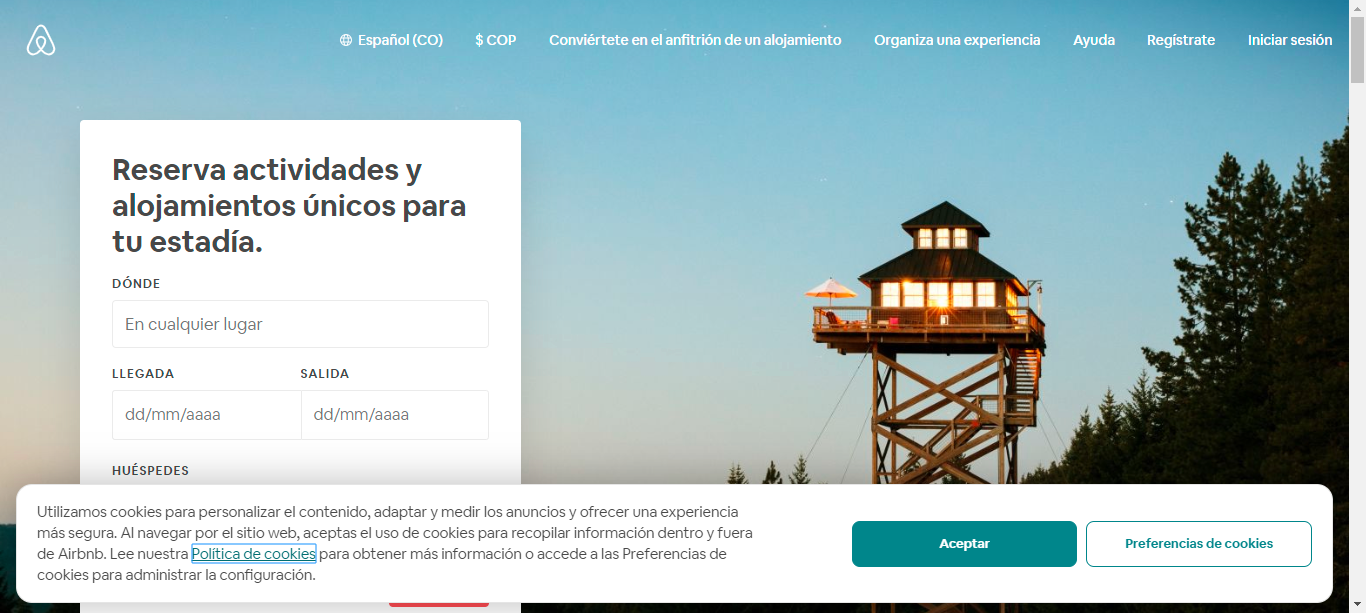 Español (CO)
$ COP
Conviértete en el anfitrión de un alojamiento
Organiza una experiencia
Ayuda
Regístrate
Iniciar sesión
Reserva actividades y
alojamientos únicos para
tu estadía.
DÓNDE
En cualquier lugar
LLEGADA
SALIDA
dd/mm/aaaa
dd/mm/aaaa
HUÉSPEDES
Utilizamos cookies para personalizar el contenido, adaptar y medir los anuncios y ofrecer una experiencia
más segura. Al navegar por el sitio web, aceptas el uso de cookies para recopilar información dentro y fuera
de Airbnb. Lee nuestra Política de cookies para obtener más información o accede a las Preferencias de
cookies para administrar la configuración.
Aceptar
Preferencias de cookies